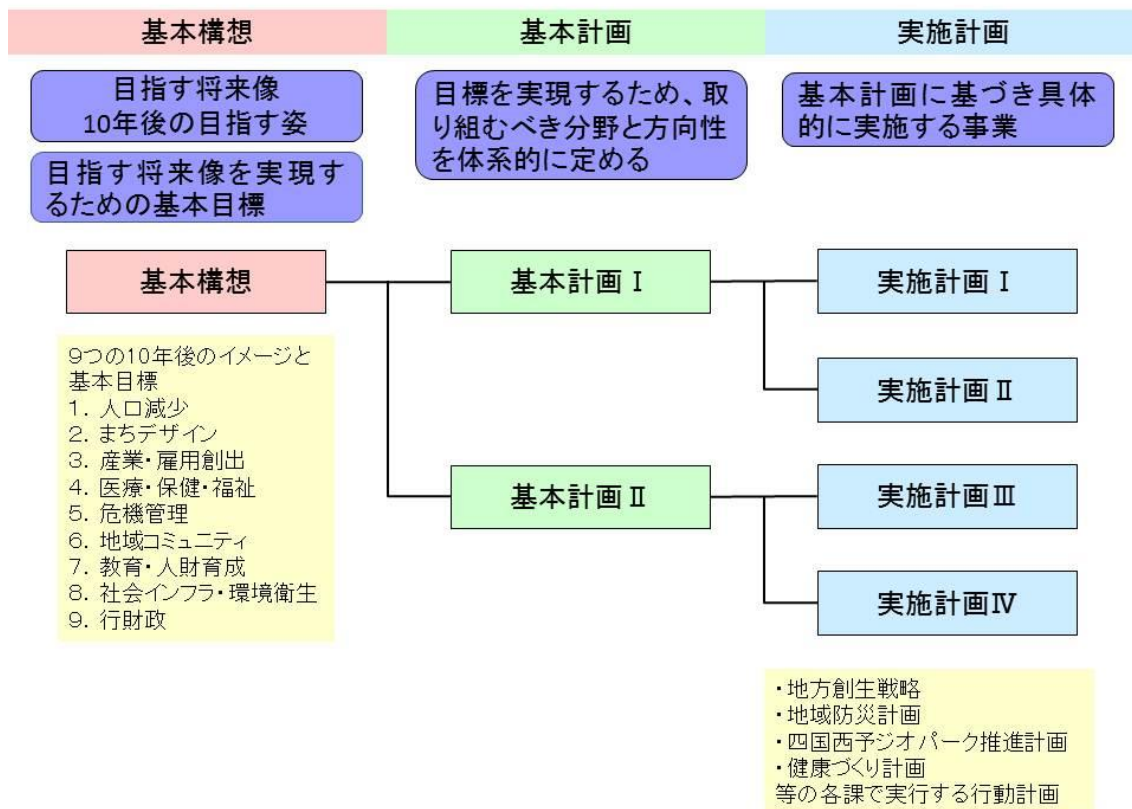 基本構想
基本計画
実施計画
目指す将来像
10年後の目指す姿
目指す将来像を実現す
るための基本目標
目標を実現するため、取
り組むべき分野と方向性
を体系的に定める
基本計画に基づき具体
的に実施する事業
基本構想
基本計画Ⅰ
実施計画Ⅰ
実施計画Ⅱ
基本計画Ⅱ
実施計画Ⅲ
実施計画Ⅳ
9つの10年後のイメージと
基本目標
1. 人口減少
2. まちデザイン
3. 産業・雇用創出
4. 医療・保健・福祉
5. 危機管理
6. 地域コミュニティ
7. 教育・人財育成
8. 社会インフラ・環境衛生
9. 行財政
・地方創生戦略
・地域防災計画
・四国西予ジオパーク推進計画
・健康づくり計画
等の各課で実行する行動計画